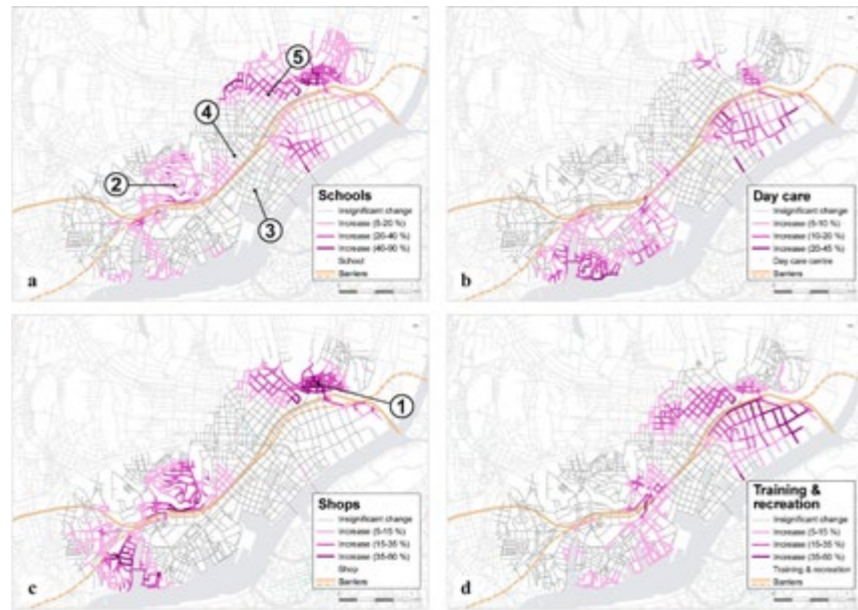 5
4
2
3
Schools
Insignificant change
Increase (5-20 %)
Increase (20-40 %)
Increase (40-90 %)
School
Barriers
a
Day care
Insignificant change
Increase (5-10 %)
Increase (10-20 %)
Increase (20-45 %)
Day care centre
Barriers
b
1
Shops
Insignificant change
Increase (5-15 %)
Increase (15-35 %)
Increase (35-60 %)
Shop
Barriers
c
Training &
recreation
Insignificant change
Increase (5-15 %)
Increase (15-35 %)
Increase (35-60 %)
Training & recreation
Barriers
d